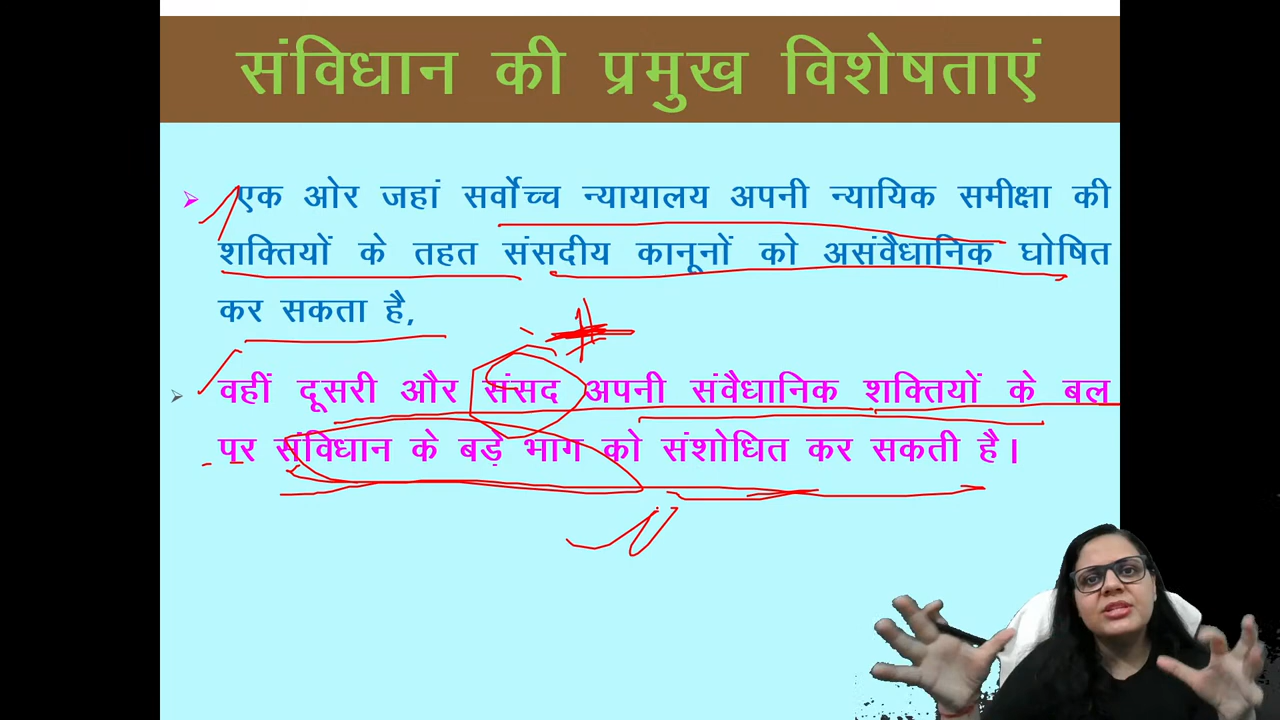 संविधान की प्रमुख विशेषताएं
एक ओर जहां सर्वोच्च न्यायालय अपनी न्यायिक समीक्षा की
शक्तियों के तहत संसदीय कानूनों को असंवैधानिक घोषित
कर सकता है,
वहीं दूसरी और संसद अपनी संवैधानिक शक्तियों के बल
पर संविधान के बड़े भाग को संशोधित कर सकती है।